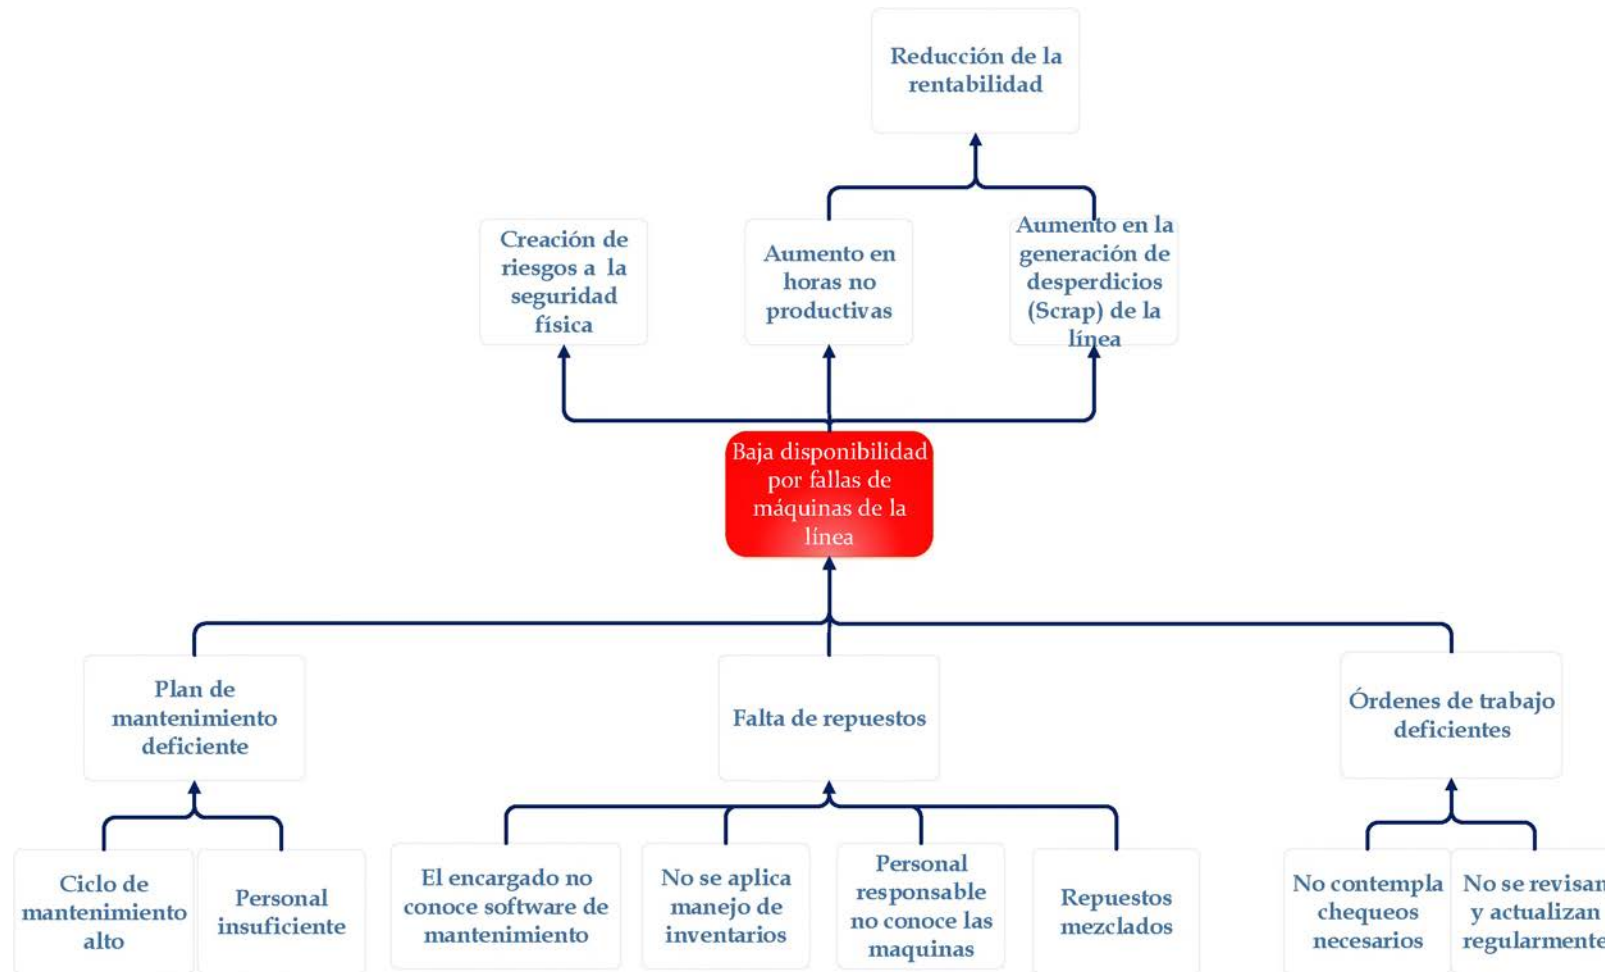 Reducción de la
rentabilidad
Creación de
riesgos a la
seguridad
física
Aumento en
horas no
productivas
Aumento en la
generación de
desperdicios
(Scrap) de la
línea
Baja disponibilidad
por fallas de
máquinas de la
línea
Plan de
mantenimiento
deficiente
Falta de repuestos
Órdenes de trabajo
deficientes
Ciclo de
mantenimiento
alto
Personal
insuficiente
El encargado no
conoce software de
mantenimiento
No se aplica
manejo de
inventarios
Personal
responsable
no conoce las
maquinas
Repuestos
mezclados
No contempla
chequeos
necesarios
No se revisan
y actualizan
regularmente